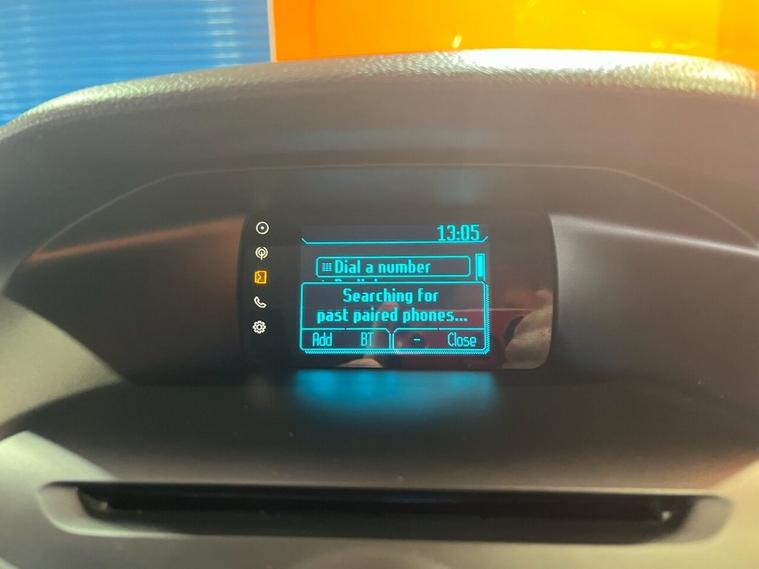 13:05
Dial a number
Searching for
past paired phones...
Add BT - Close